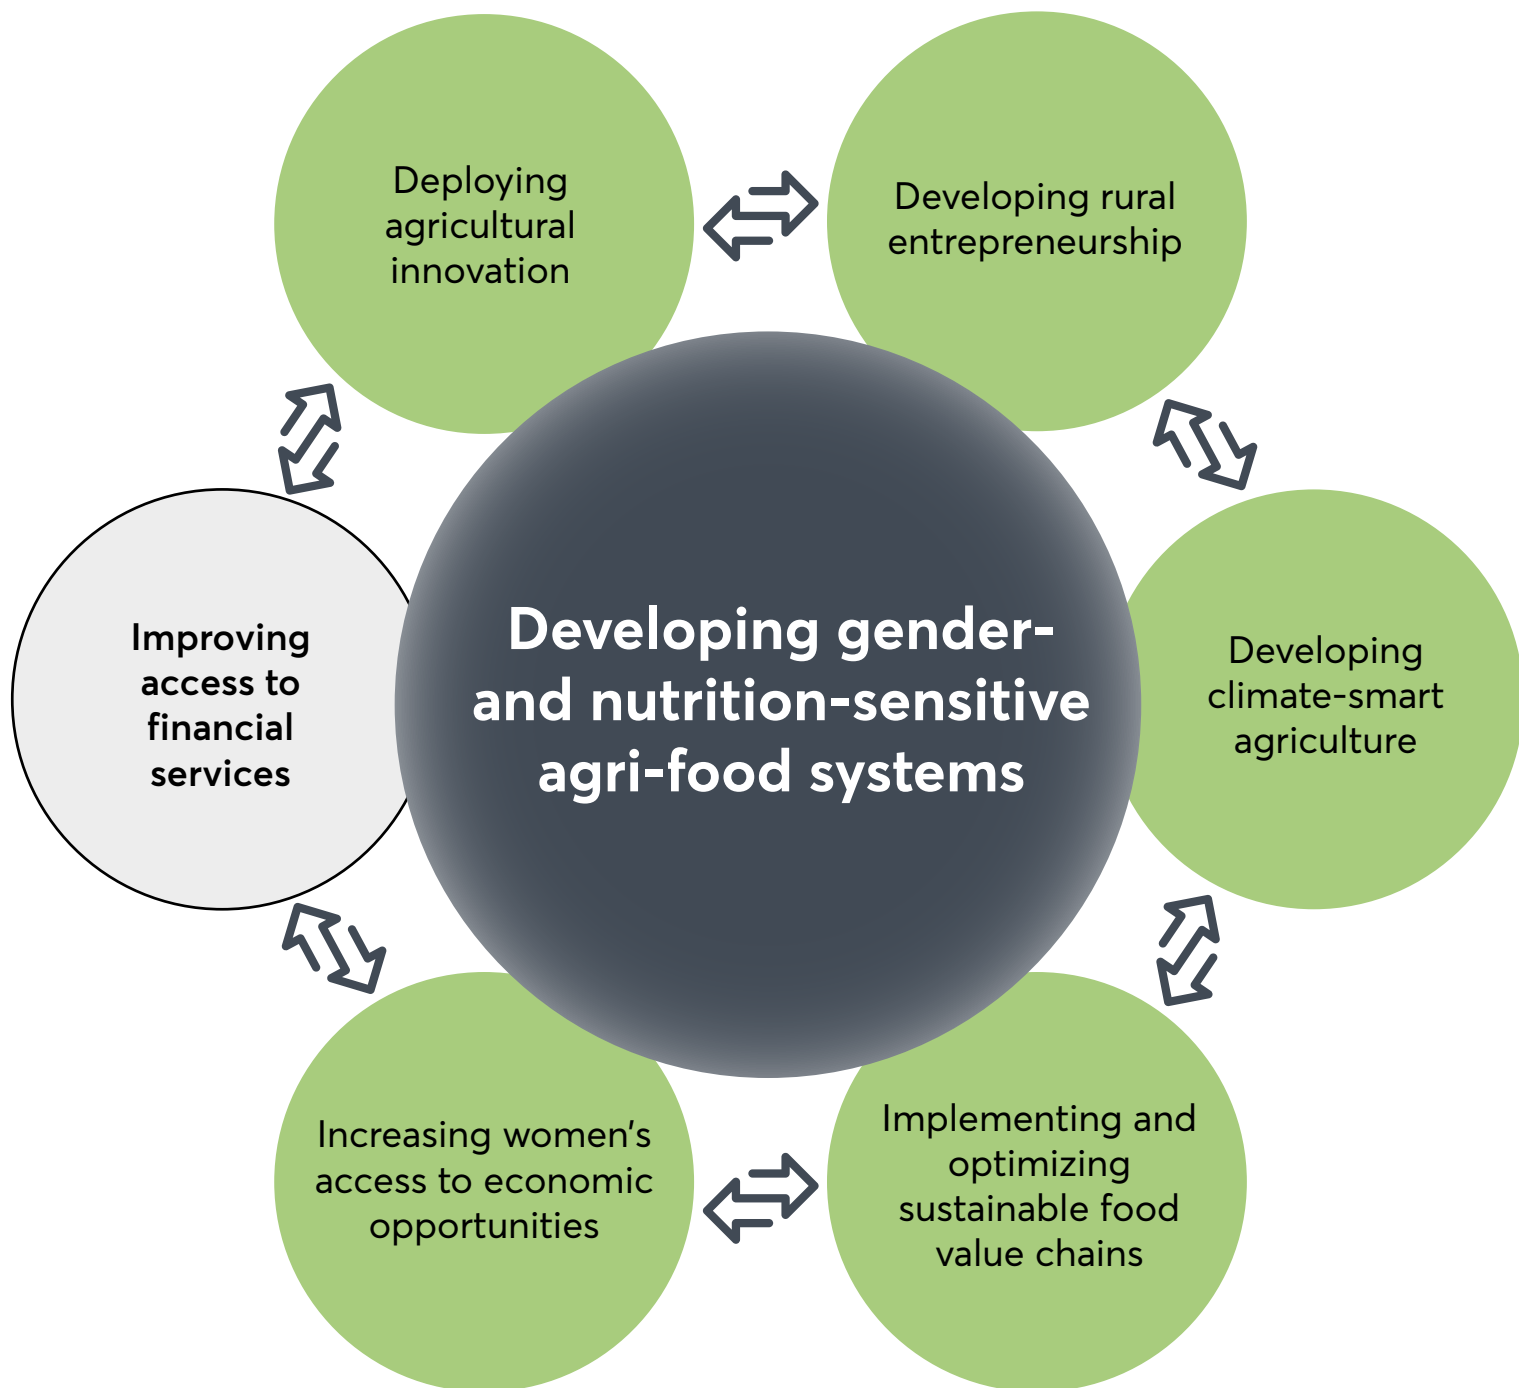 Deploying
agricultural
innovation
Developing rural
entrepreneurship
Improving
access to
financial
services
Developing gender-
and nutrition-sensitive
agri-food systems
Developing
climate-smart
agriculture
Increasing women's
access to economic
opportunities
Implementing and
optimizing
sustainable food
value chains